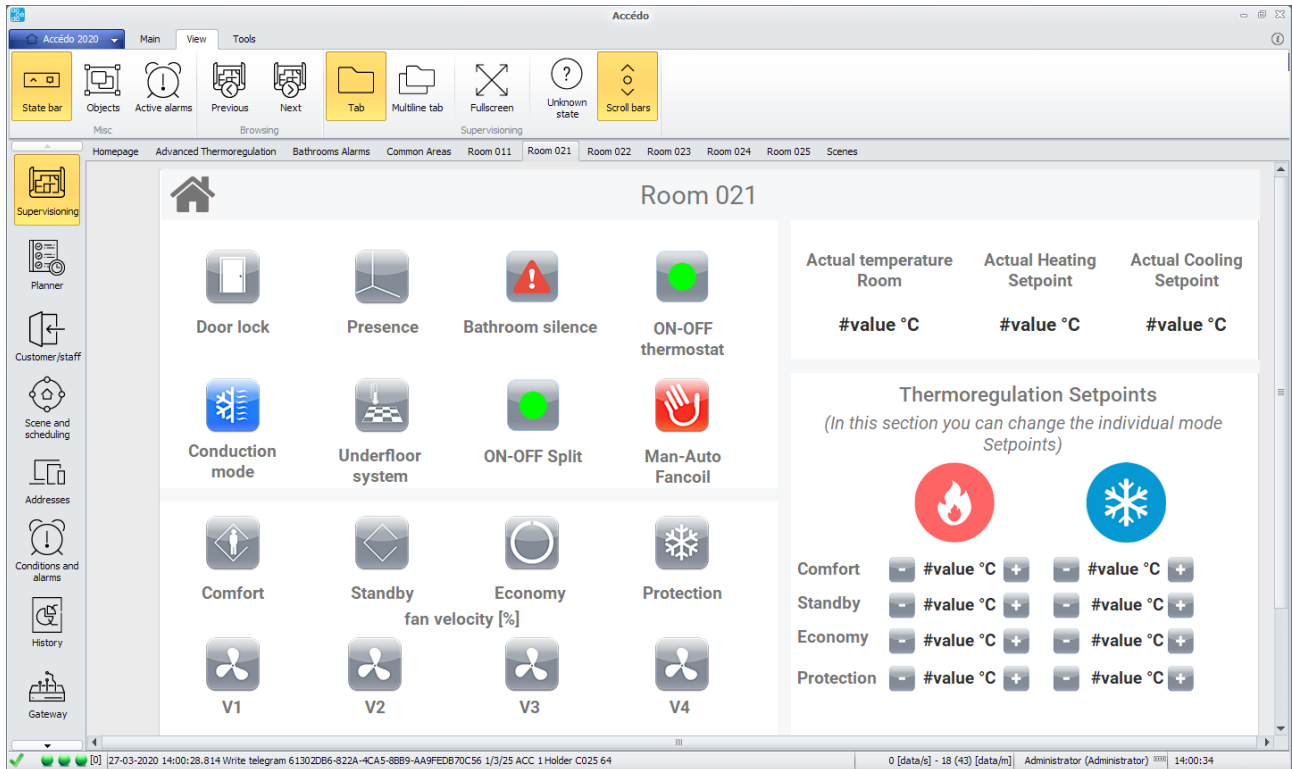 Accédo
Accédo 2020 Main View Tools
State bar Objects Active alarms Previous Next Tab Multiline tab Fullscreen Unknown state Scroll bars
Misc Browsing Supervisioning
Homepage Advanced Thermoregulation Bathrooms Alarms Common Areas Room 011 Room 021 Room 022 Room 023 Room 024 Room 025 Scenes
Supervisioning
Planner
Customer/staff
Scene and
scheduling
Addresses
Conditions and
alarms
History
Gateway
Room 021
Door lock Presence Bathroom silence ON-OFF
thermostat
Conduction
mode
Underfloor
system
ON-OFF Split
Man-Auto
Fancoil
Comfort Standby Economy Protection
fan velocity [%]
V1 V2 V3 V4
Actual temperature
Room
Actual Heating
Setpoint
Actual Cooling
Setpoint
#value °C #value °C #value °C
Thermoregulation Setpoints
(In this section you can change the individual mode
Setpoints)
Comfort - #value °C + - #value °C +
Standby - #value °C + - #value °C +
Economy - #value °C + - #value °C +
Protection - #value °C + - #value °C +
[0] 27-03-2020 14:00:28.814 Write telegram 61302DB6-822A-4CA5-8BB9-AA9FEDB70C56 1/3/25 ACC 1 Holder C025 64 0 [data/s] - 18 (43) [data/m] Administrator (Administrator) 14:00:34